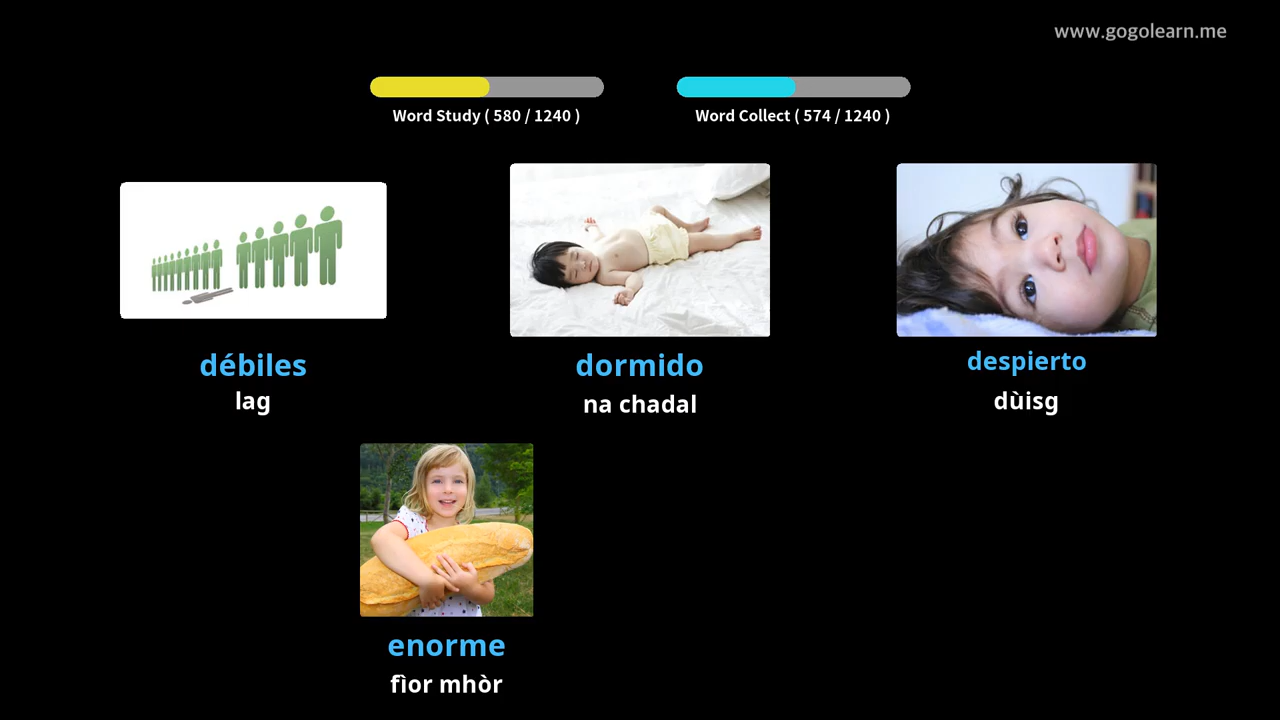 www.gogolearn.me
Word Study ( 580 / 1240 )
Word Collect ( 574 / 1240 )
débiles
lag
dormido
na chadal
despierto
dùisg
enorme
fìor mhòr